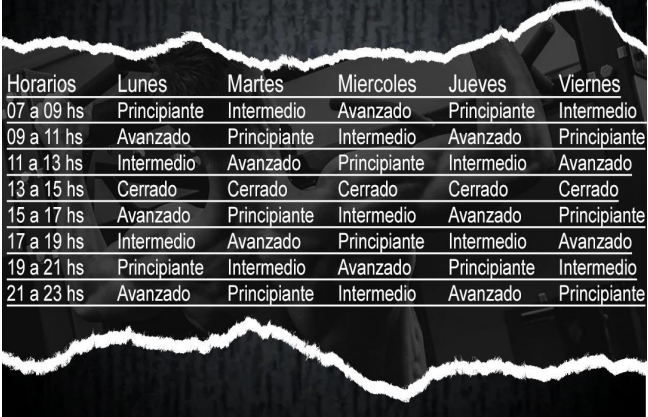 Horarios Lunes Martes Miercoles Jueves Viernes
07 a 09 hs Principiante Intermedio Avanzado Principiante Intermedio
09 a 11 hs Avanzado Principiante Intermedio Avanzado Principiante
11 a 13 hs Intermedio Avanzado Principiante Intermedio Avanzado
13 a 15 hs Cerrado Cerrado Cerrado Cerrado Cerrado
15 a 17 hs Avanzado Principiante Intermedio Avanzado Principiante
17 a 19 hs Intermedio Avanzado Principiante Intermedio Avanzado
19 a 21 hs Principiante Intermedio Avanzado Principiante Intermedio
21 a 23 hs Avanzado Principiante Intermedio Avanzado Principiante